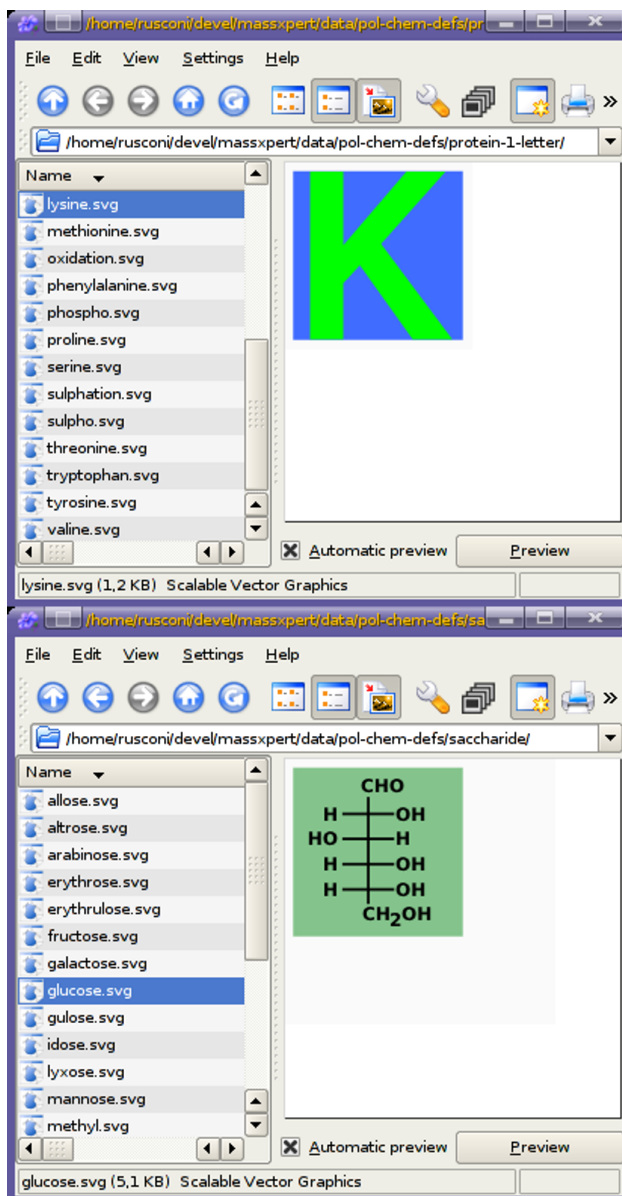 /home/rusconi/devel/massxpert/data/pol-chem-defs/pr
File Edit View Settings Help
/home/rusconi/devel/massxpert/data/pol-chem-defs/protein-1-letter/
Name
lysine.svg
methionine.svg
oxidation.svg
phenylalanine.svg
phospho.svg
proline.svg
serine.svg
sulphation.svg
sulpho.svg
threonine.svg
tryptophan.svg
tyrosine.svg
valine.svg
K
Automatic preview Preview
lysine.svg (1,2 KB) Scalable Vector Graphics
/home/rusconi/devel/massxpert/data/pol-chem-defs/sa
File Edit View Settings Help
/home/rusconi/devel/massxpert/data/pol-chem-defs/saccharide/
Name
allose.svg
altrose.svg
arabinose.svg
erythrose.svg
erythrulose.svg
fructose.svg
galactose.svg
glucose.svg
gulose.svg
idose.svg
lyxose.svg
mannose.svg
methyl.svg
CHO
H OH
HO H
H OH
H OH
CH₂OH
Automatic preview Preview
glucose.svg (5,1 KB) Scalable Vector Graphics